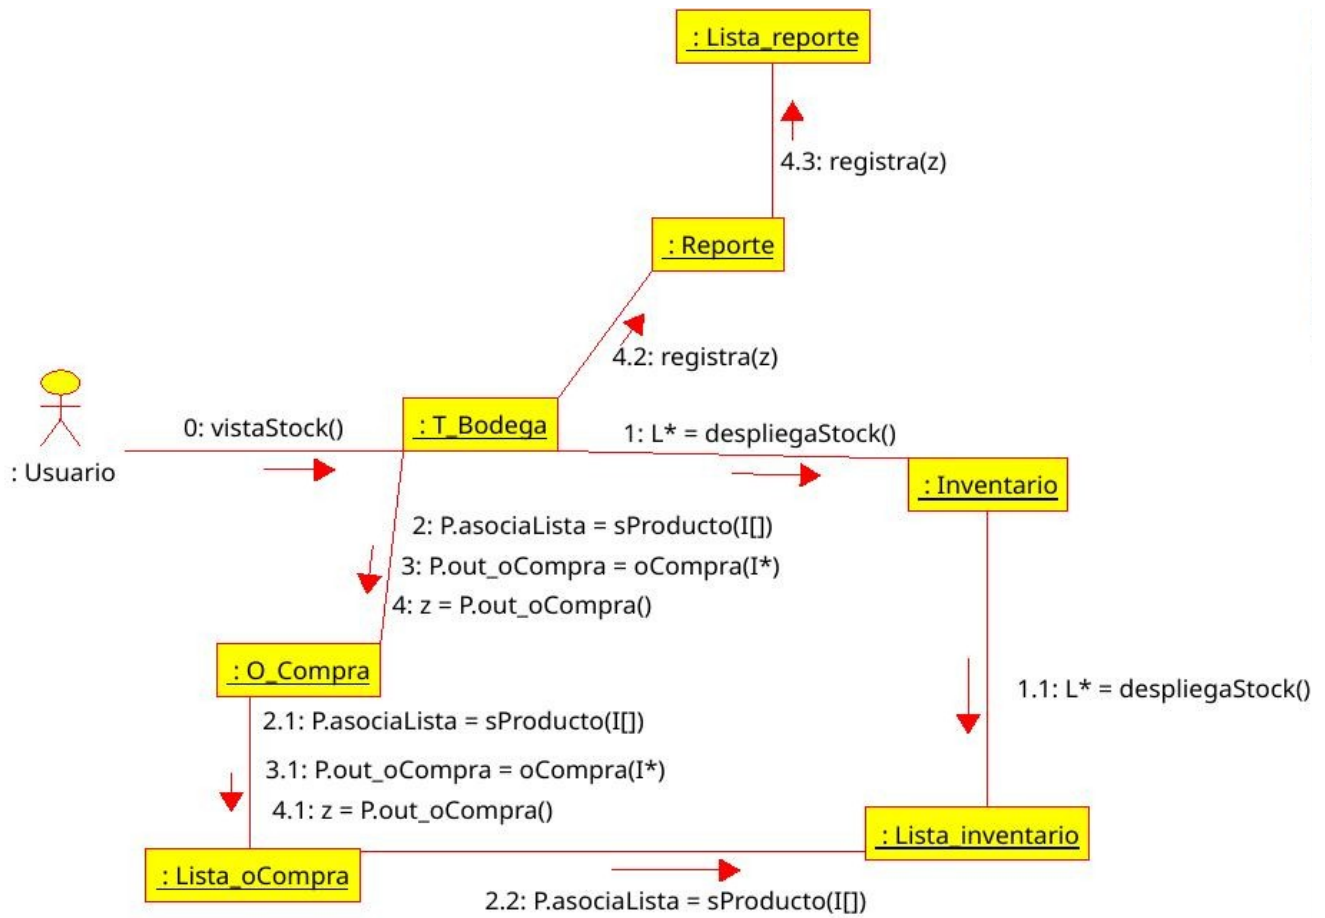 : Lista_reporte
4.3: registra(z)
: Reporte
4.2: registra(z)
0: vistaStock()
: T_Bodega
1: L* = despliegaStock()
: Usuario
: Inventario
2: P.asociaLista = sProducto(I[])
3: P.out_oCompra = oCompra(I*)
4: z = P.out_oCompra()
: O_Compra
1.1: L* = despliegaStock()
2.1: P.asociaLista = sProducto(I[])
3.1: P.out_oCompra = oCompra(I*)
4.1: z = P.out_oCompra()
: Lista_inventario
: Lista_oCompra
2.2: P.asociaLista = sProducto(I[])